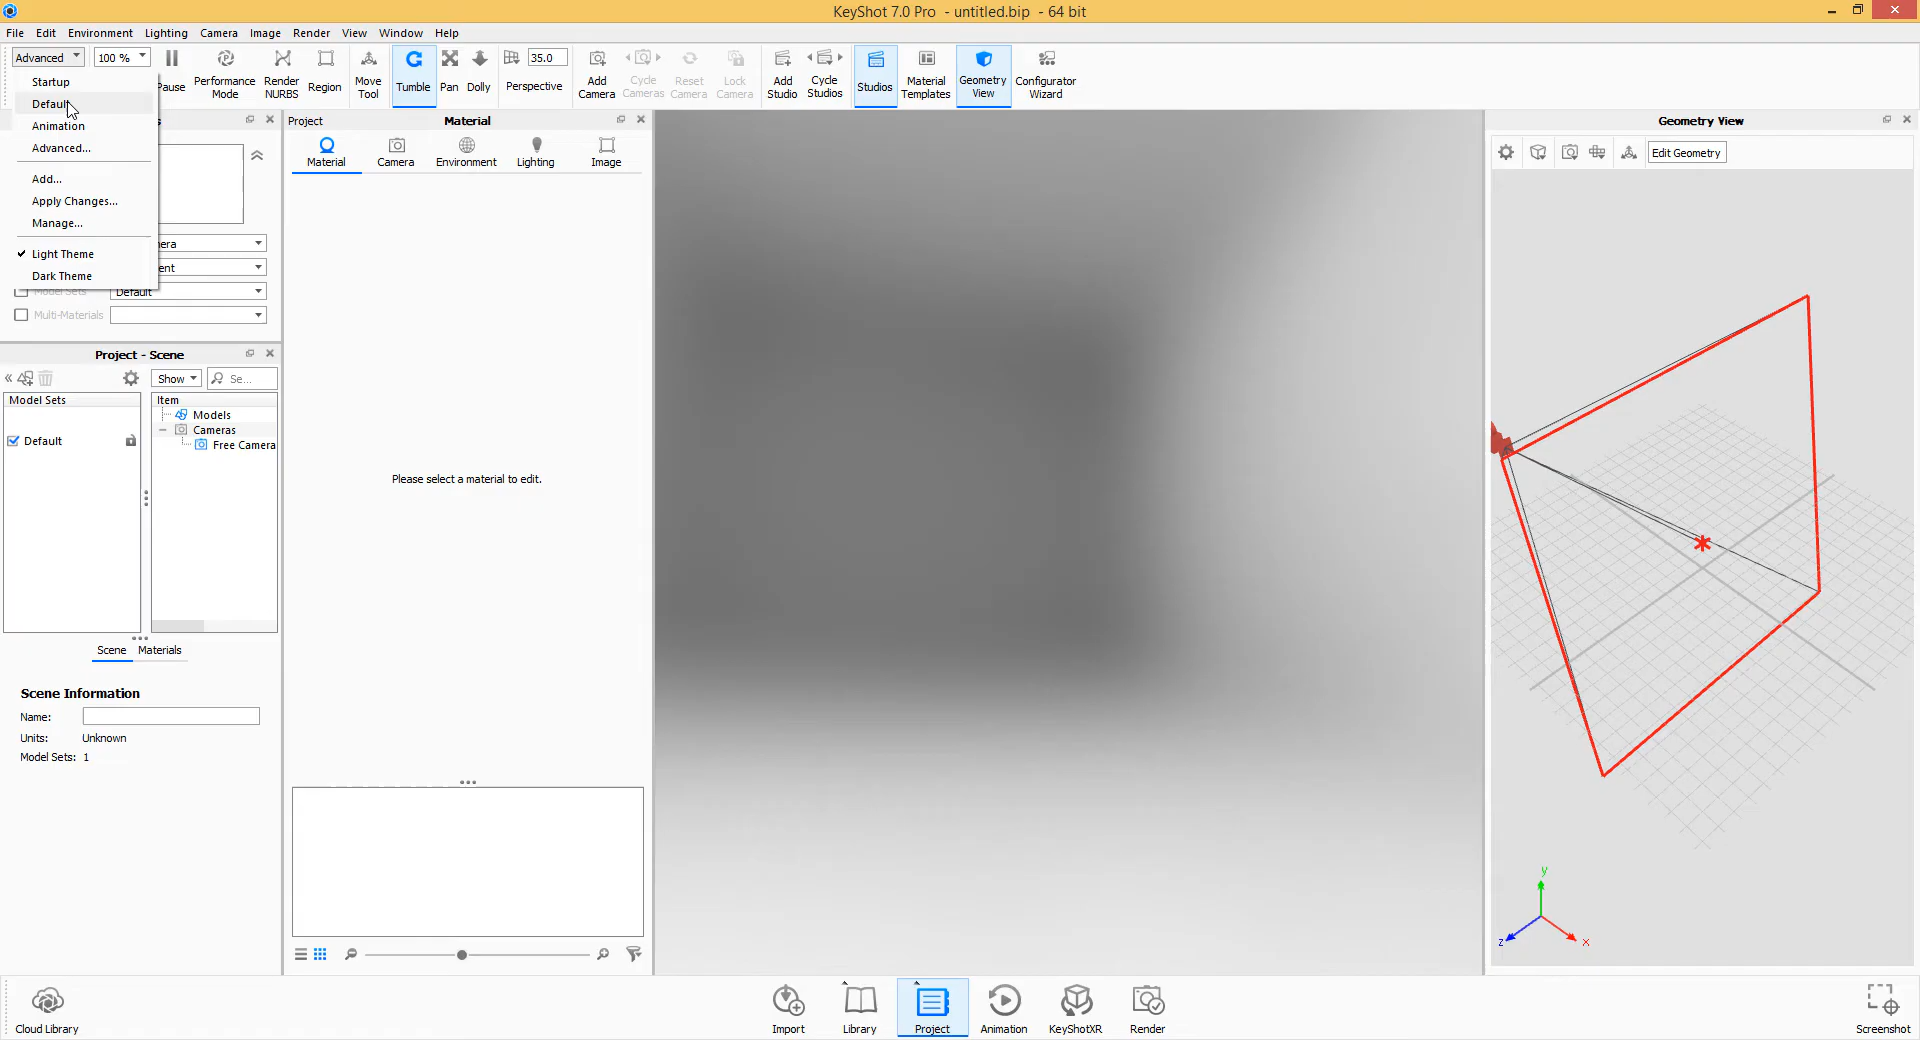 KeyShot 7.0 Pro - untitled.bip - 64 bit
File Edit Environment Lighting Camera Image Render View Window Help
Advanced 100 % 35.0
Pause Performance Mode Render NURBS Region Move Tool Tumble Pan Dolly Perspective Add Camera Cycle Cameras Reset Camera Lock Camera Add Studio Cycle Studios Studios Material Templates Geometry View Configurator Wizard
Startup
Default
Animation
Advanced...
Add...
Apply Changes...
Manage...
Light Theme
Dark Theme
Model Sets Default
Multi-Materials
Project - Scene
Show Se...
Model Sets
Default
Item
Models
Cameras
Free Camera
Scene Materials
Scene Information
Name:
Units: Unknown
Model Sets: 1
Project Material
Material Camera Environment Lighting Image
Please select a material to edit.
Geometry View
Edit Geometry
y
z
x
Cloud Library Import Library Project Animation KeyShotXR Render Screenshot